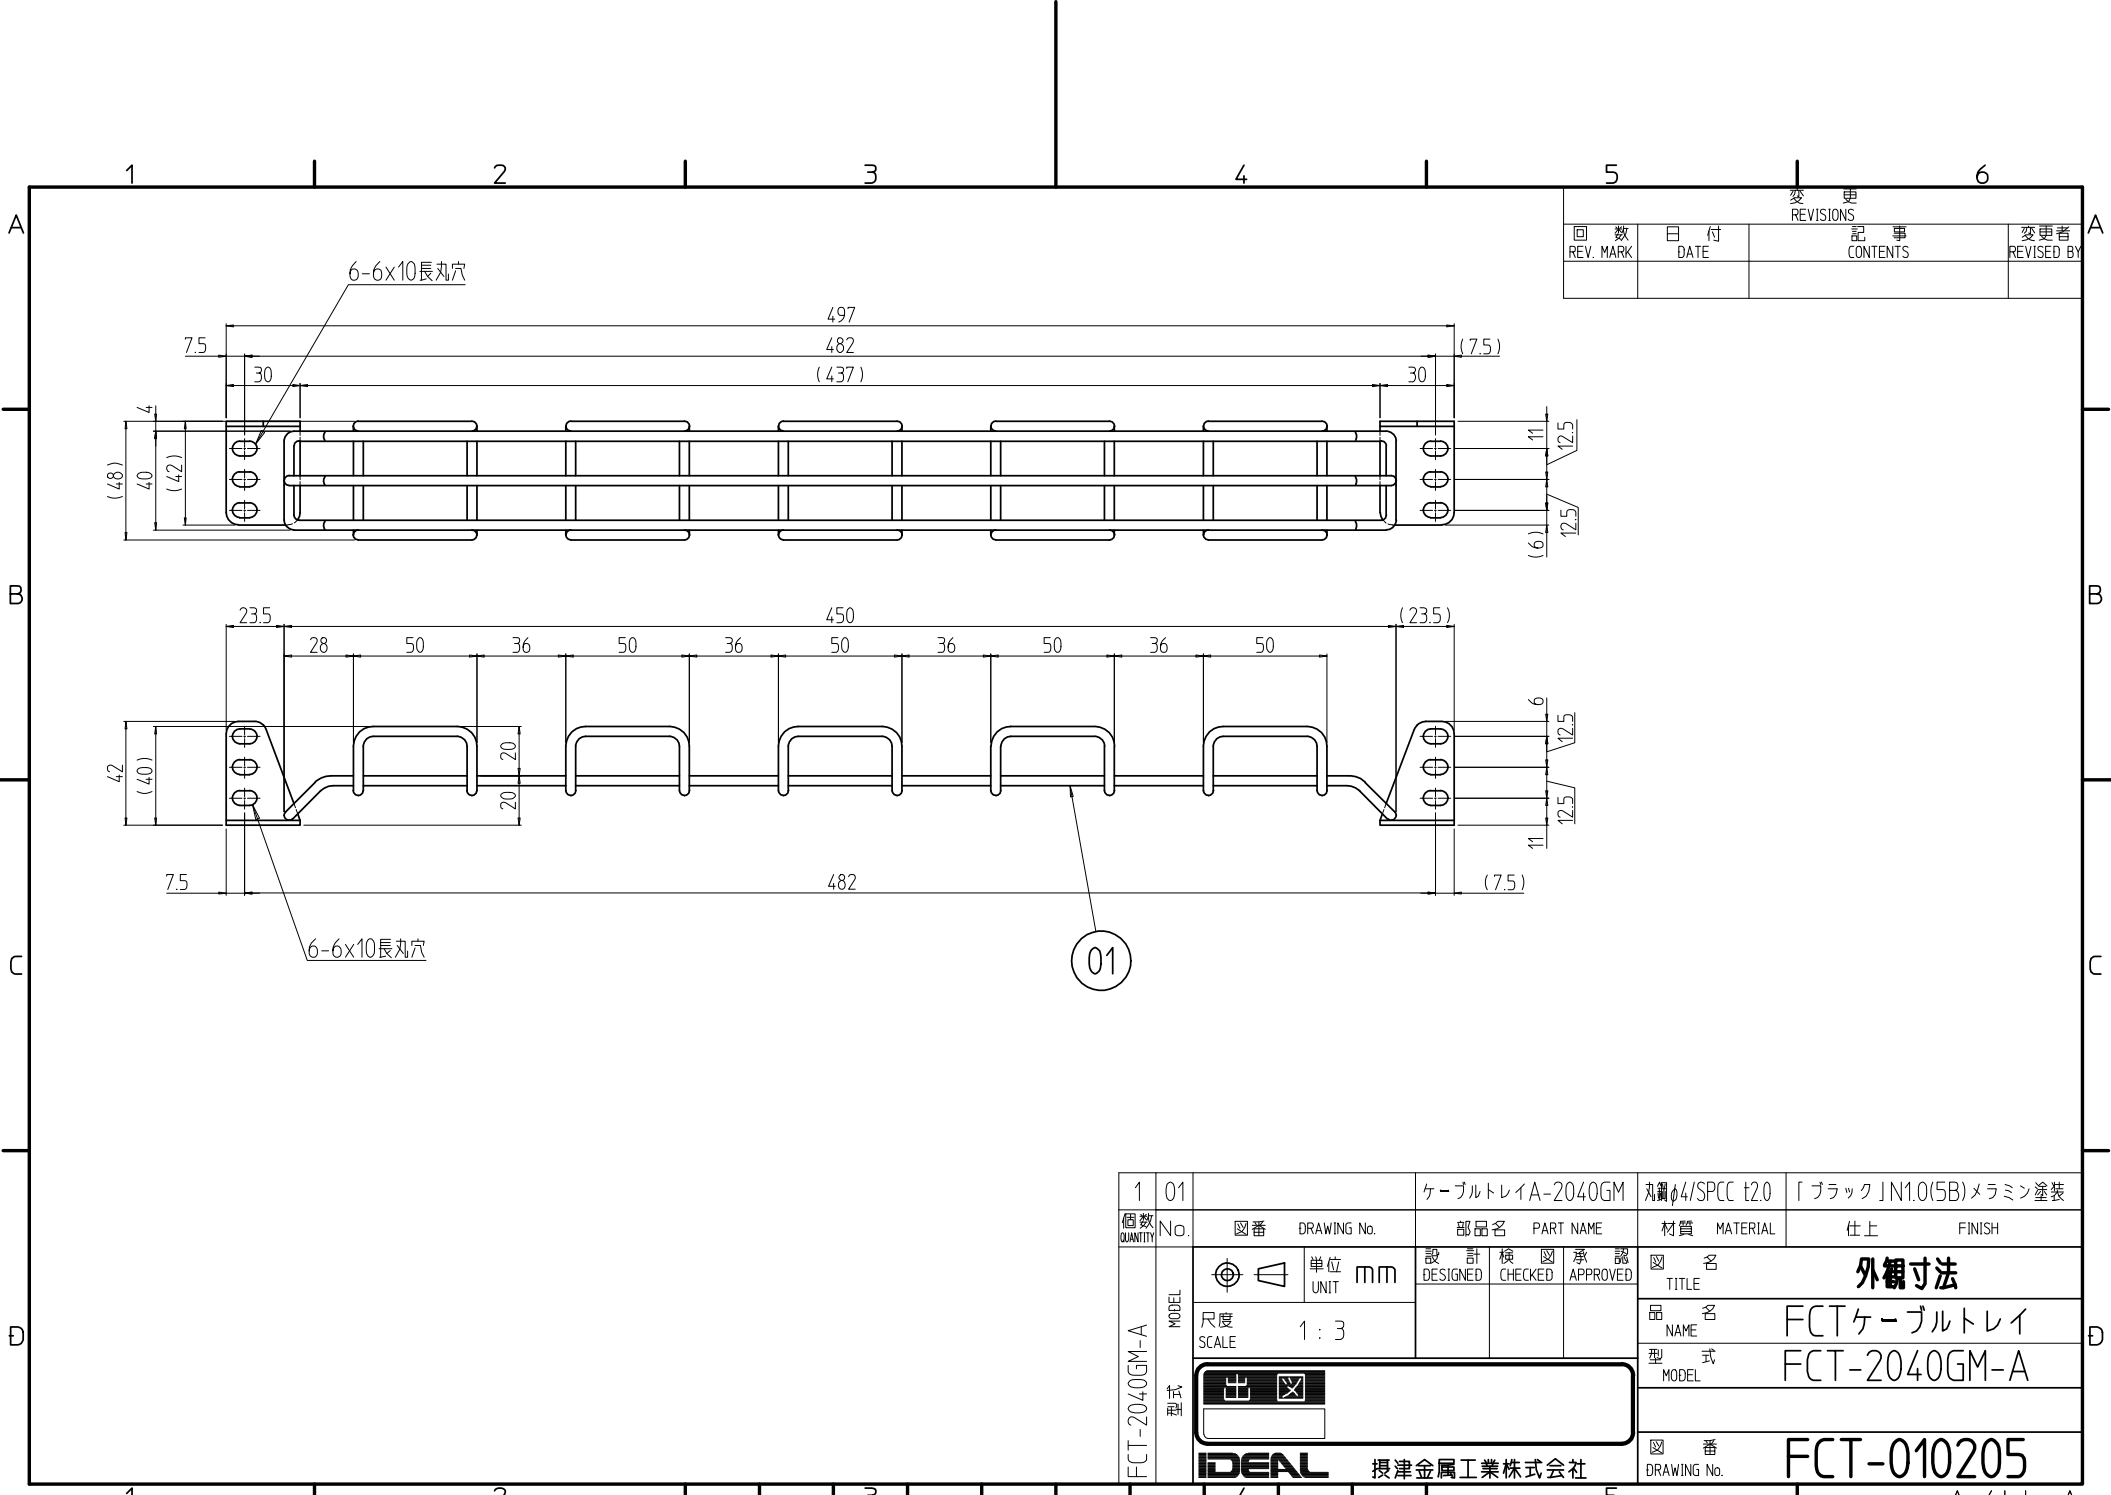 1 2 3 4 5 6
A A
変 更
REVISIONS
回 数 日 付 記 事 変更者
REV. MARK DATE CONTENTS REVISED BY
6-6x10長丸穴
497
7.5 482 (7.5)
30 (437) 30
4
(48) 40 (42)
11 12.5
12.5
(6)
B B
23.5 450 (23.5)
28 50 36 50 36 50 36 50 36 50
42 (40)
20
20
6
12.5
12.5
11
7.5 482 (7.5)
6-6x10長丸穴
01
C C
1 01 ケーブルトレイA-2040GM 丸鋼φ4/SPCC t2.0 「ブラック」N1.0(5B)メラミン塗装
個数
QUANTITY
No. 図番 DRAWING No. 部品名 PART NAME 材質 MATERIAL 仕上 FINISH
FCT-2040GM-A
MODEL
型式
単位
UNIT
mm
尺度
SCALE
1 : 3
設 計 検 図 承 認
DESIGNED CHECKED APPROVED
図 名
TITLE
外観寸法
品 名
NAME
FCTケーブルトレイ
型 式
MODEL
FCT-2040GM-A
D D
出 図
IDEAL 摂津金属工業株式会社
図 番
DRAWING No.
FCT-010205